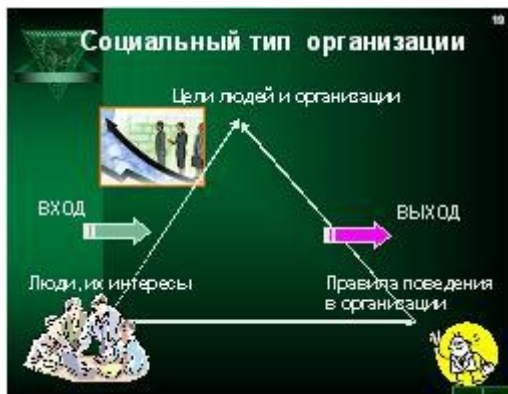 19
Социальный тип организации
Цели людей и организации
ВХОД
ВЫХОД
Люди, их интересы
Правила поведения
в организации